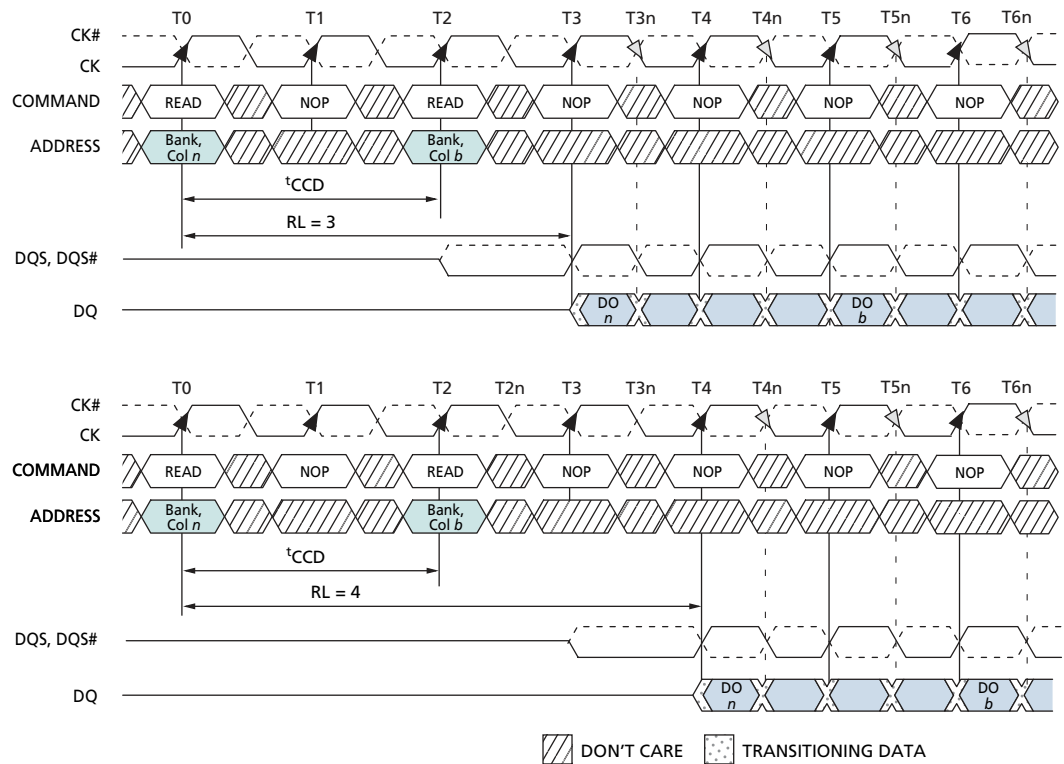 T0 T1 T2 T3 T3n T4 T4n T5 T5n T6 T6n
CK#
CK
COMMAND READ NOP READ NOP NOP NOP NOP
ADDRESS Bank, Col n Bank, Col b
tCCD
RL = 3
DQS, DQS#
DQ DO n DO b
T0 T1 T2 T2n T3 T3n T4 T4n T5 T5n T6 T6n
CK#
CK
COMMAND READ NOP READ NOP NOP NOP NOP
ADDRESS Bank, Col n Bank, Col b
tCCD
RL = 4
DQS, DQS#
DQ DO n DO b
DON'T CARE TRANSITIONING DATA